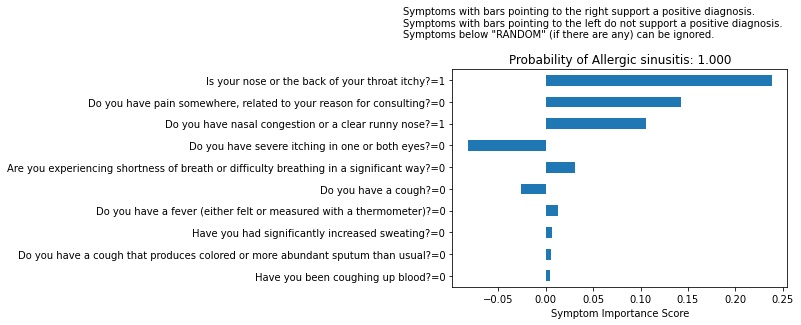 Symptoms with bars pointing to the right support a positive diagnosis.
Symptoms with bars pointing to the left do not support a positive diagnosis.
Symptoms below "RANDOM" (if there are any) can be ignored.
Probability of Allergic sinusitis: 1.000
Is your nose or the back of your throat itchy?=1
Do you have pain somewhere, related to your reason for consulting?=0
Do you have nasal congestion or a clear runny nose?=1
Do you have severe itching in one or both eyes?=0
Are you experiencing shortness of breath or difficulty breathing in a significant way?=0
Do you have a cough?=0
Do you have a fever (either felt or measured with a thermometer)?=0
Have you had significantly increased sweating?=0
Do you have a cough that produces colored or more abundant sputum than usual?=0
Have you been coughing up blood?=0
−0.05 0.00 0.05 0.10 0.15 0.20 0.25
Symptom Importance Score